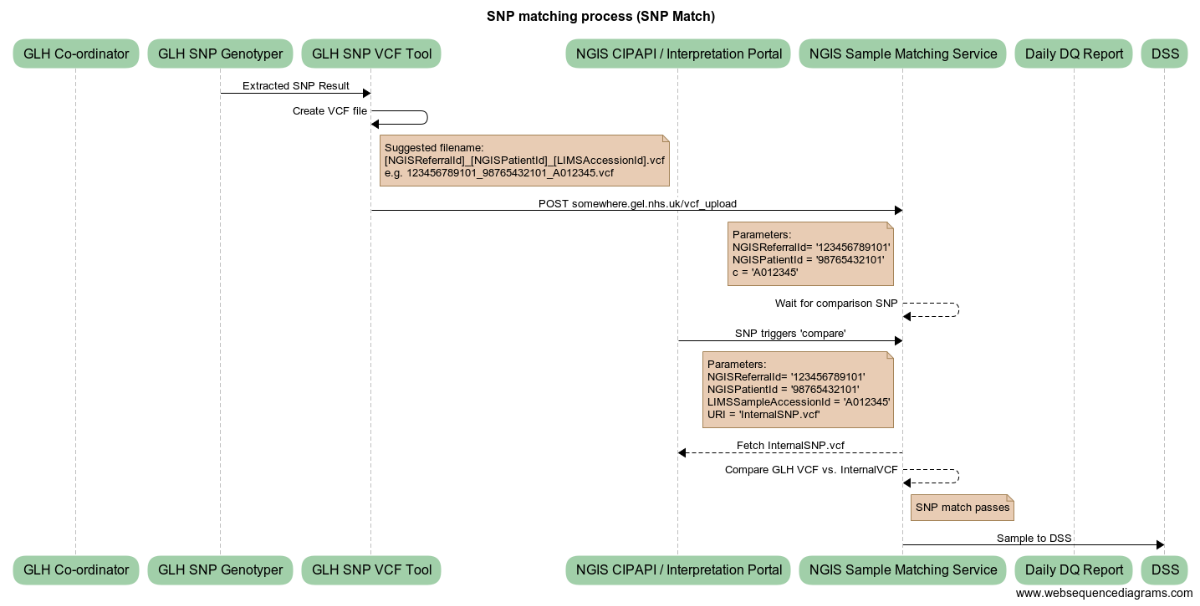 SNP matching process (SNP Match)
GLH Co-ordinator
GLH SNP Genotyper
GLH SNP VCF Tool
NGIS CIPAPI / Interpretation Portal
NGIS Sample Matching Service
Daily DQ Report
DSS
Extracted SNP Result
Create VCF file
Suggested filename:
[NGISReferralId]_[NGISPatientId]_[LIMSAccessionId].vcf
e.g. 123456789101_98765432101_A012345.vcf
POST somewhere.gel.nhs.uk/vcf_upload
Parameters:
NGISReferralId= '123456789101'
NGISPatientId = '98765432101'
c = 'A012345'
Wait for comparison SNP
SNP triggers 'compare'
Parameters:
NGISReferralId= '123456789101'
NGISPatientId = '98765432101'
LIMSSampleAccessionId = 'A012345'
URI = 'InternalSNP.vcf'
Fetch InternalSNP.vcf
Compare GLH VCF vs. InternalVCF
SNP match passes
Sample to DSS
GLH Co-ordinator
GLH SNP Genotyper
GLH SNP VCF Tool
NGIS CIPAPI / Interpretation Portal
NGIS Sample Matching Service
Daily DQ Report
DSS
www.websequencediagrams.com